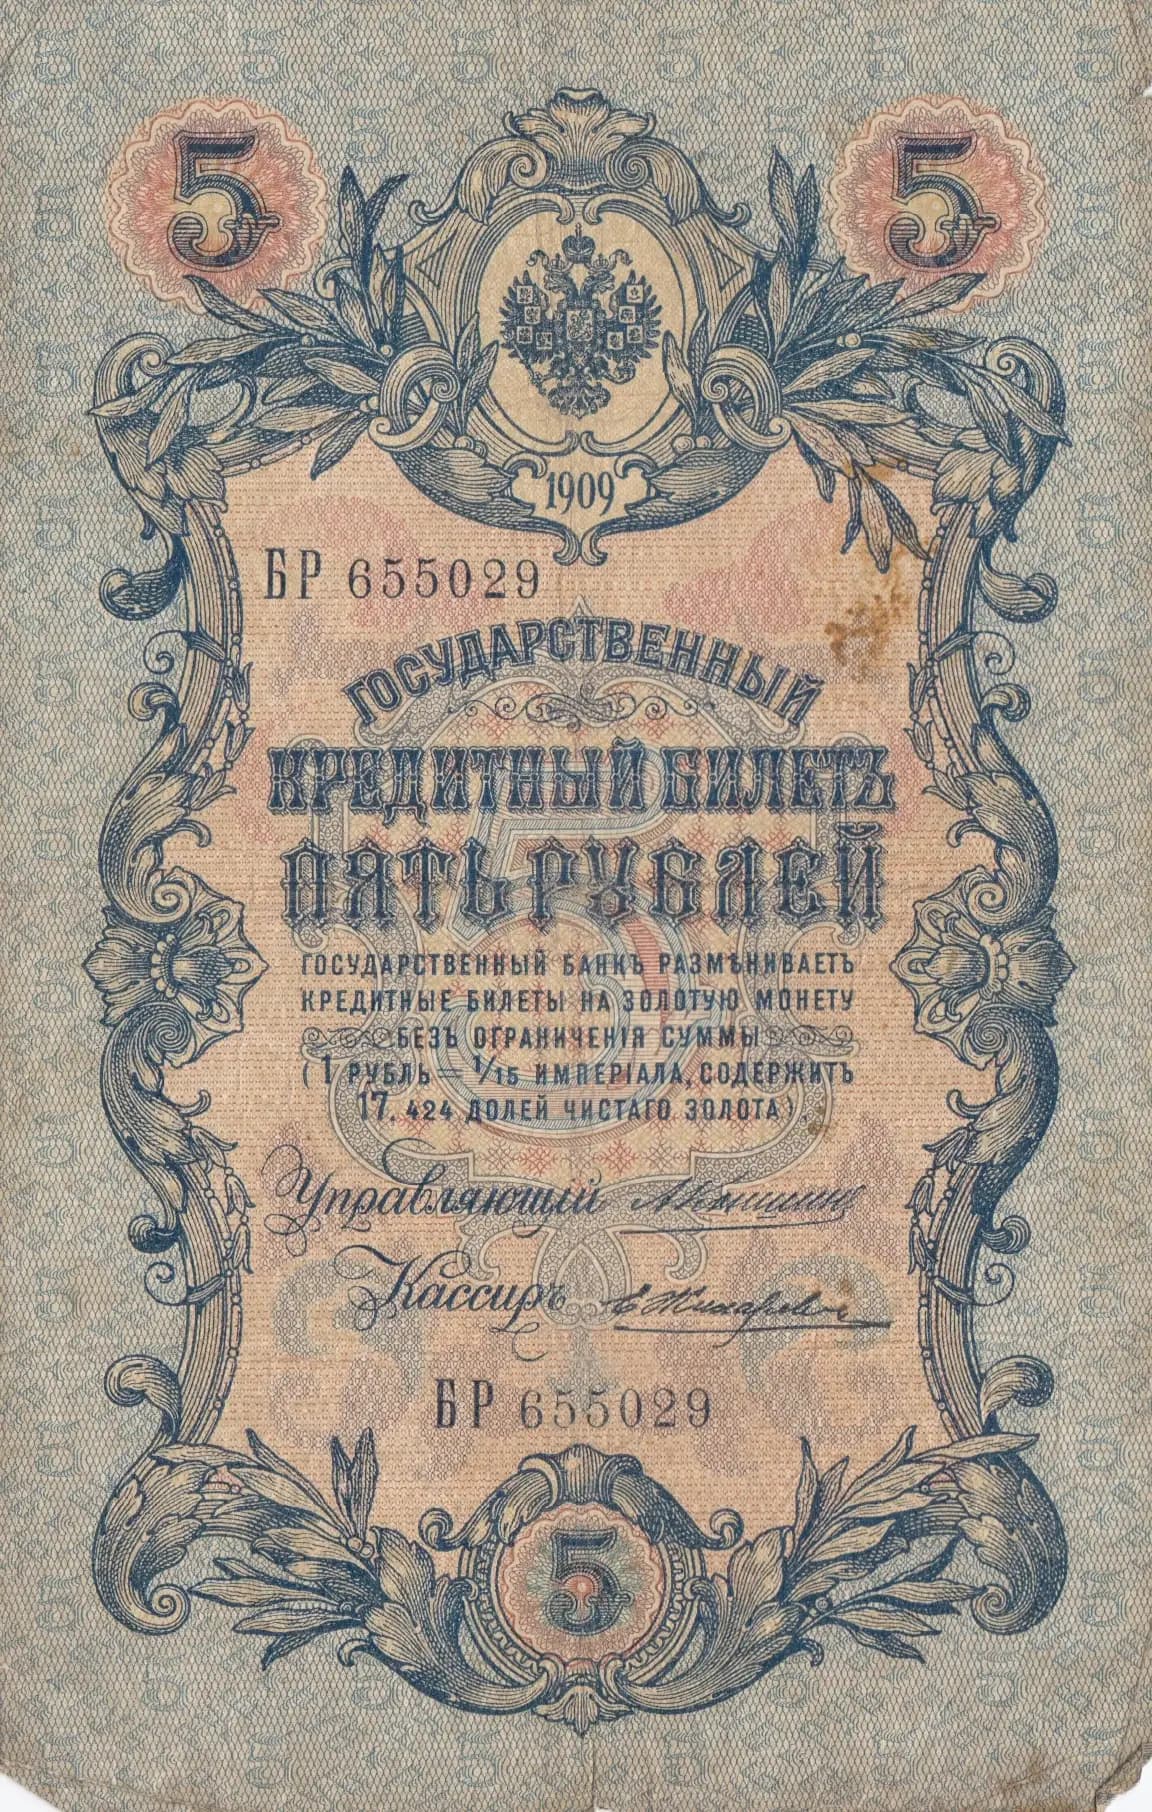 5 5
1909
БР 655029
ГОСУДАРСТВЕННЫЙ
КРЕДИТНЫЙ БИЛЕТЪ
ПЯТЬ РУБЛЕЙ
ГОСУДАРСТВЕННЫЙ БАНКЪ РАЗМѢНИВАЕТЪ
КРЕДИТНЫЕ БИЛЕТЫ НА ЗОЛОТУЮ МОНЕТУ
БЕЗЪ ОГРАНИЧЕНІЯ СУММЫ
(1 РУБЛЬ = 1/15 ИМПЕРІАЛА, СОДЕРЖИТЪ
17.424 ДОЛЕЙ ЧИСТАГО ЗОЛОТА).
Управляющій
Кассиръ
БР 655029
5